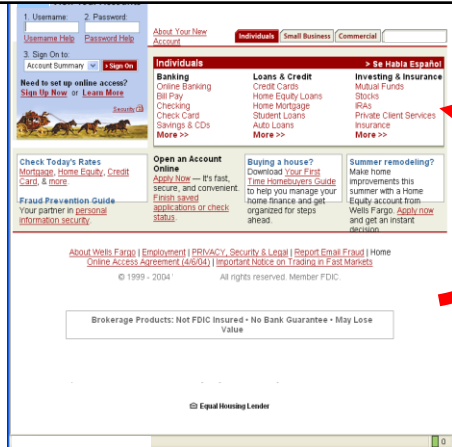 1. Username: 2. Password:
Username Help Password Help
3. Sign On to:
Account Summary Sign On
Need to set up online access?
Sign Up Now or Learn More
Security
About Your New
Account
Individuals Small Business Commercial
Individuals > Se Habla Español
Banking
Online Banking
Bill Pay
Checking
Check Card
Savings & CDs
More >>
Loans & Credit
Credit Cards
Home Equity Loans
Home Mortgage
Student Loans
Auto Loans
More >>
Investing & Insurance
Mutual Funds
Stocks
IRAs
Private Client Services
Insurance
More >>
Check Today's Rates
Mortgage, Home Equity, Credit
Card, & more.
Fraud Prevention Guide
Your partner in personal
information security.
Open an Account
Online
Apply Now — It's fast,
secure, and convenient.
Finish saved
applications or check
status.
Buying a house?
Download Your First
Time Homebuyers Guide
to help you manage your
home finance and get
organized for steps
ahead.
Summer remodeling?
Make home
improvements this
summer with a Home
Equity account from
Wells Fargo. Apply now
and get an instant
decision
About Wells Fargo | Employment | PRIVACY, Security & Legal | Report Email Fraud | Home
Online Access Agreement (4/6/04) | Important Notice on Trading in Fast Markets
© 1999 - 2004 All rights reserved. Member FDIC.
Brokerage Products: Not FDIC Insured • No Bank Guarantee • May Lose
Value
Equal Housing Lender
0